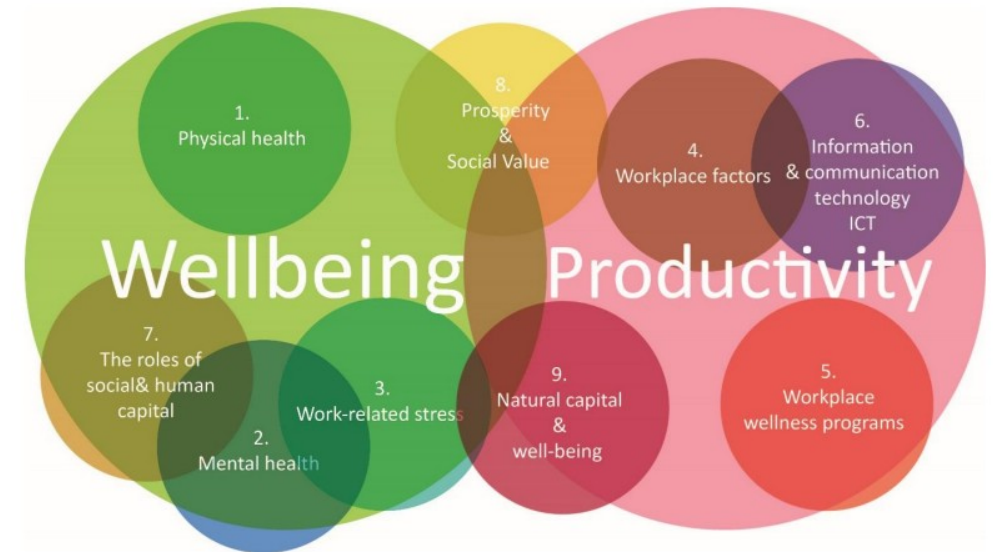 1.
Physical health
8.
Prosperity
&
Social Value
4.
Workplace factors
6.
Information
& communication
technology
ICT
Wellbeing
Productivity
7.
The roles of
social& human
capital
3.
Work-related stress
2.
Mental health
9.
Natural capital
&
well-being
5.
Workplace
wellness programs